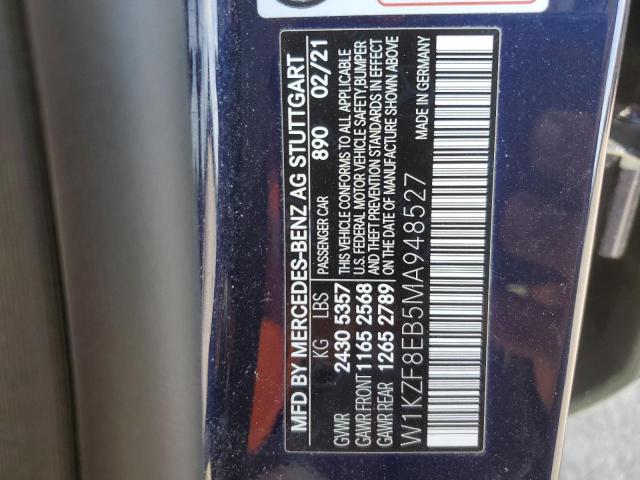 MFD BY MERCEDES-BENZ AG STUTTGART
PASSENGER CAR 890 02/21
KG LBS
GVWR 2430 5357
GAWR FRONT 1165 2568
GAWR REAR 1265 2789
THIS VEHICLE CONFORMS TO ALL APPLICABLE
U.S. FEDERAL MOTOR VEHICLE SAFETY, BUMPER
AND THEFT PREVENTION STANDARDS IN EFFECT
ON THE DATE OF MANUFACTURE SHOWN ABOVE
W1KZF8EB5MA948527
MADE IN GERMANY